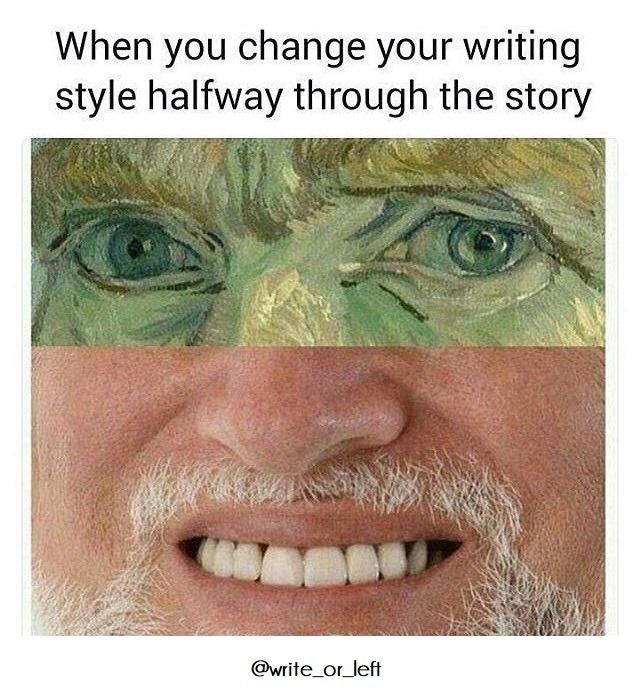 When you change your writing
style halfway through the story
@write_or_left